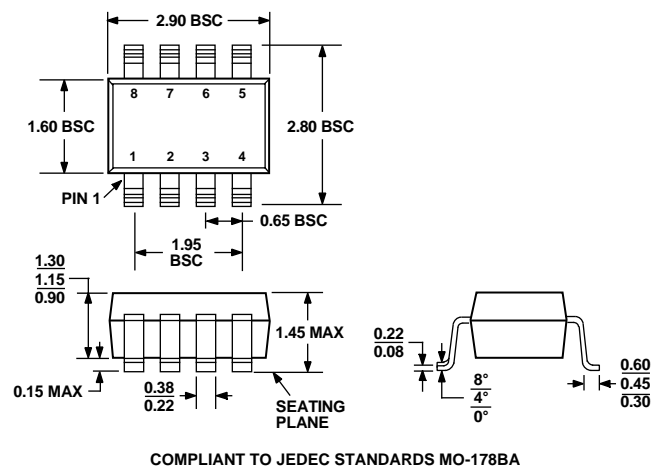 2.90 BSC
8 7 6 5
1.60 BSC
2.80 BSC
1 2 3 4
PIN 1
0.65 BSC
1.95
BSC
1.30
1.15
0.90
1.45 MAX
0.15 MAX
0.38
0.22
SEATING
PLANE
0.22
0.08
8°
4°
0°
0.60
0.45
0.30
COMPLIANT TO JEDEC STANDARDS MO-178BA